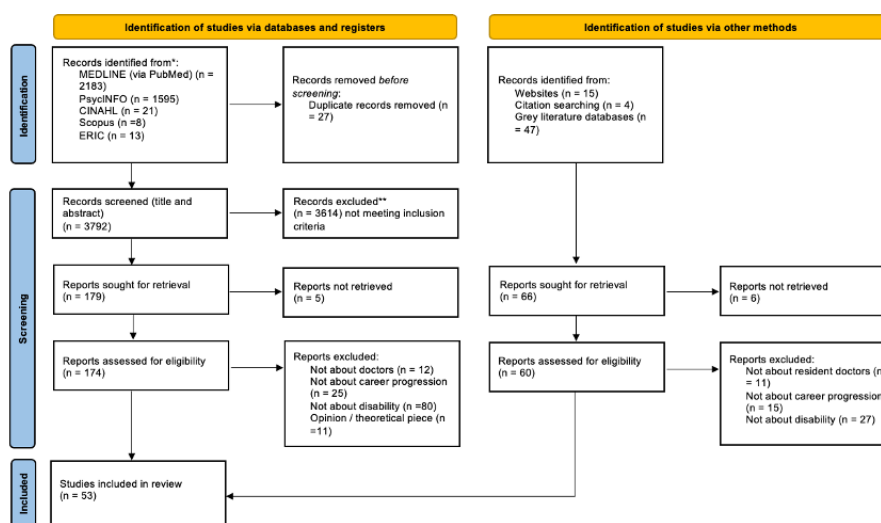 Identification of studies via databases and registers
Identification of studies via other methods
Identification
Records identified from*:
MEDLINE (via PubMed) (n =
2183)
PsycINFO (n = 1595)
CINAHL (n = 21)
Scopus (n =8)
ERIC (n = 13)
Records removed before
screening:
Duplicate records removed (n
= 27)
Records identified from:
Websites (n = 15)
Citation searching (n = 4)
Grey literature databases (n
= 47)
Screening
Records screened (title and
abstract)
(n = 3792)
Records excluded**
(n = 3614) not meeting inclusion
criteria
Reports sought for retrieval
(n = 179)
Reports not retrieved
(n = 5)
Reports sought for retrieval
(n = 66)
Reports not retrieved
(n = 6)
Reports assessed for eligibility
(n = 174)
Reports excluded:
Not about doctors (n = 12)
Not about career progression
(n = 25)
Not about disability (n =80)
Opinion / theoretical piece (n
=11)
Reports assessed for eligibility
(n = 60)
Reports excluded:
Not about resident doctors (n
= 11)
Not about career progression
(n = 15)
Not about disability (n = 27)
Included
Studies included in review
(n = 53)